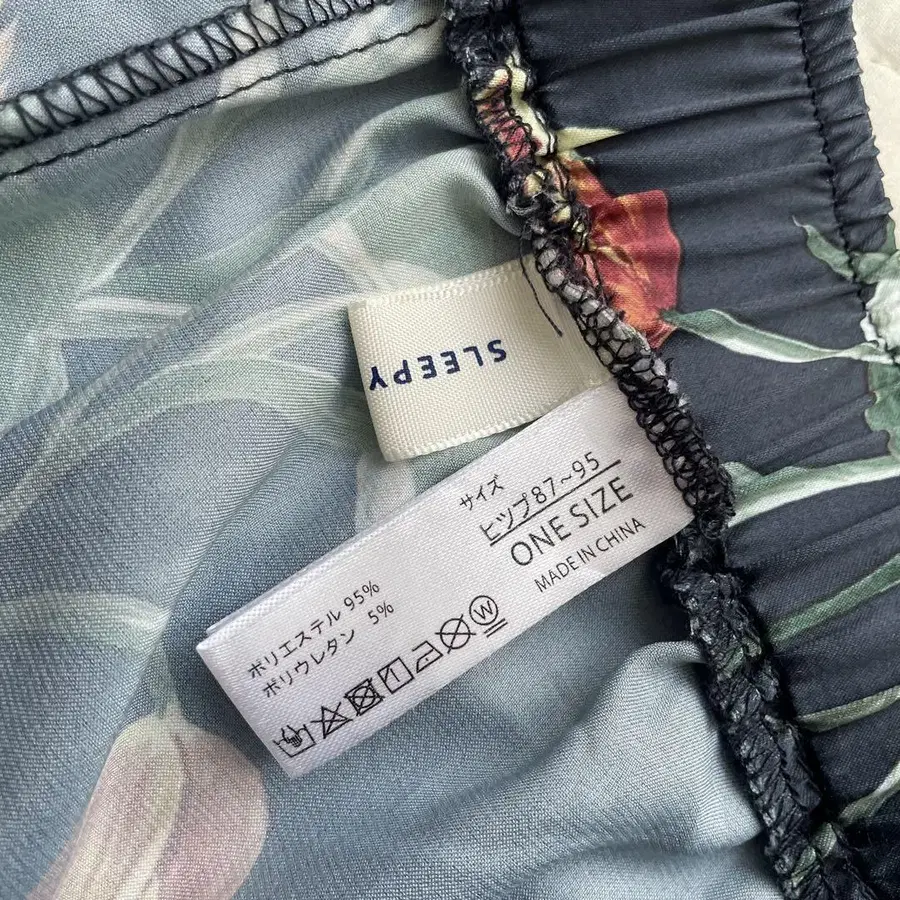 SLEEPY
サイズ
ヒップ87~95
ONE SIZE
MADE IN CHINA
ポリエステル 95%
ポリウレタン 5%
W